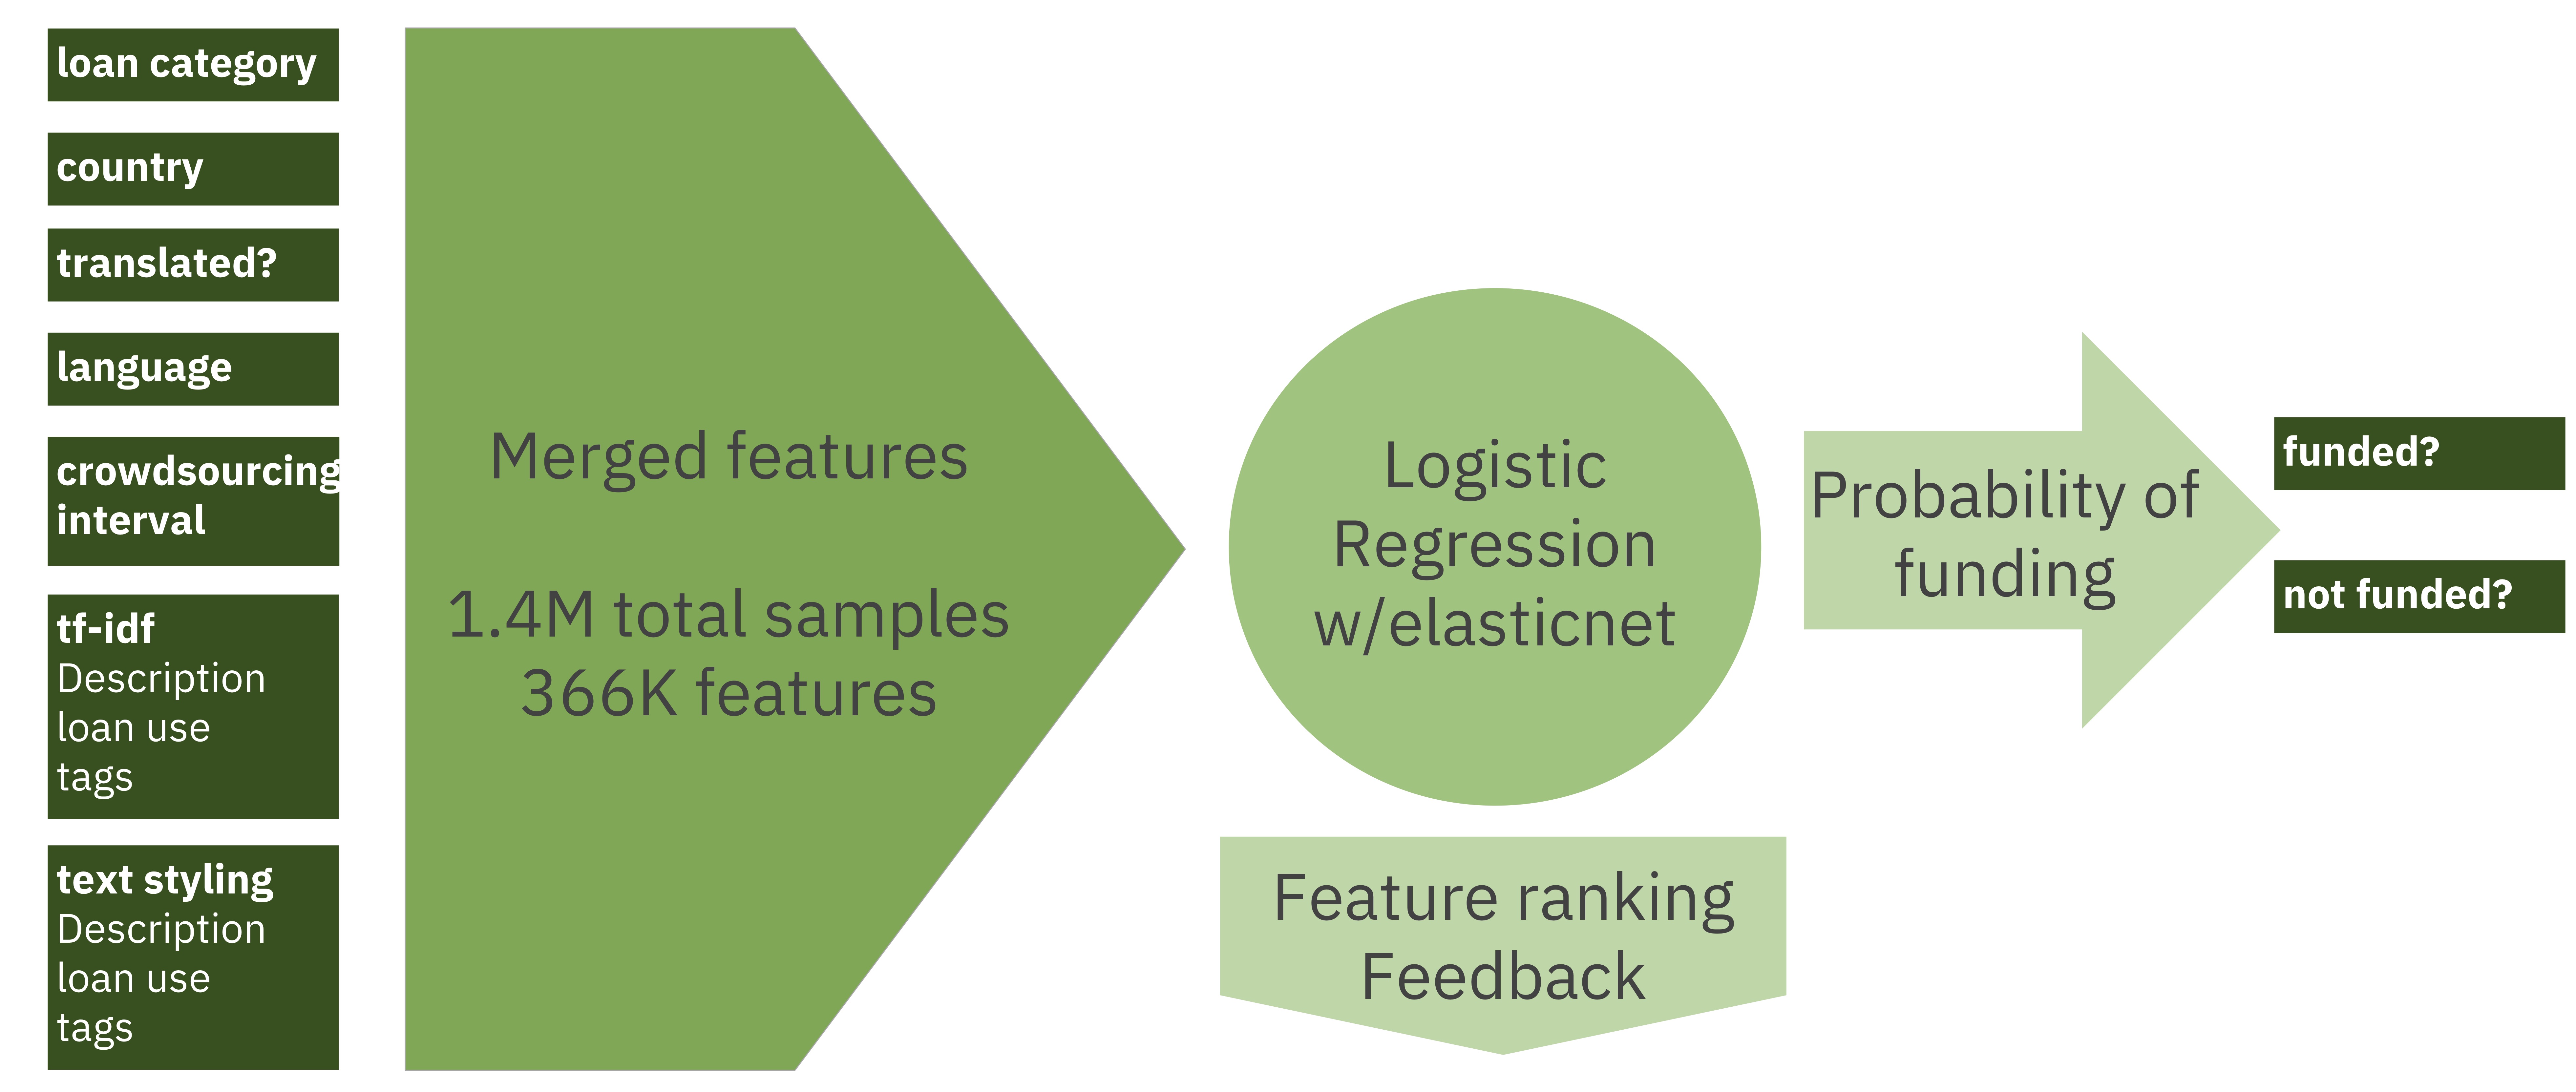 loan category
country
translated?
language
crowdsourcing
interval
tf-idf
Description
loan use
tags
text styling
Description
loan use
tags
Merged features
1.4M total samples
366K features
Logistic
Regression
w/elasticnet
Feature ranking
Feedback
Probability of
funding
funded?
not funded?